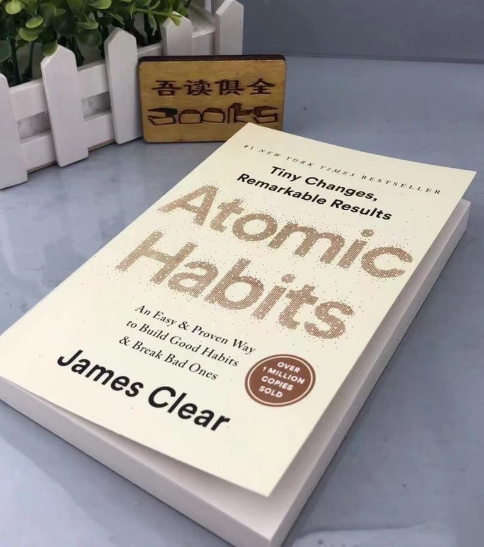 吾读俱全
Books
#1 NEW YORK TIMES BESTSELLER
Tiny Changes,
Remarkable Results
Atomic
Habits
An Easy & Proven Way
to Build Good Habits
& Break Bad Ones
OVER
1 MILLION
COPIES
SOLD
James Clear